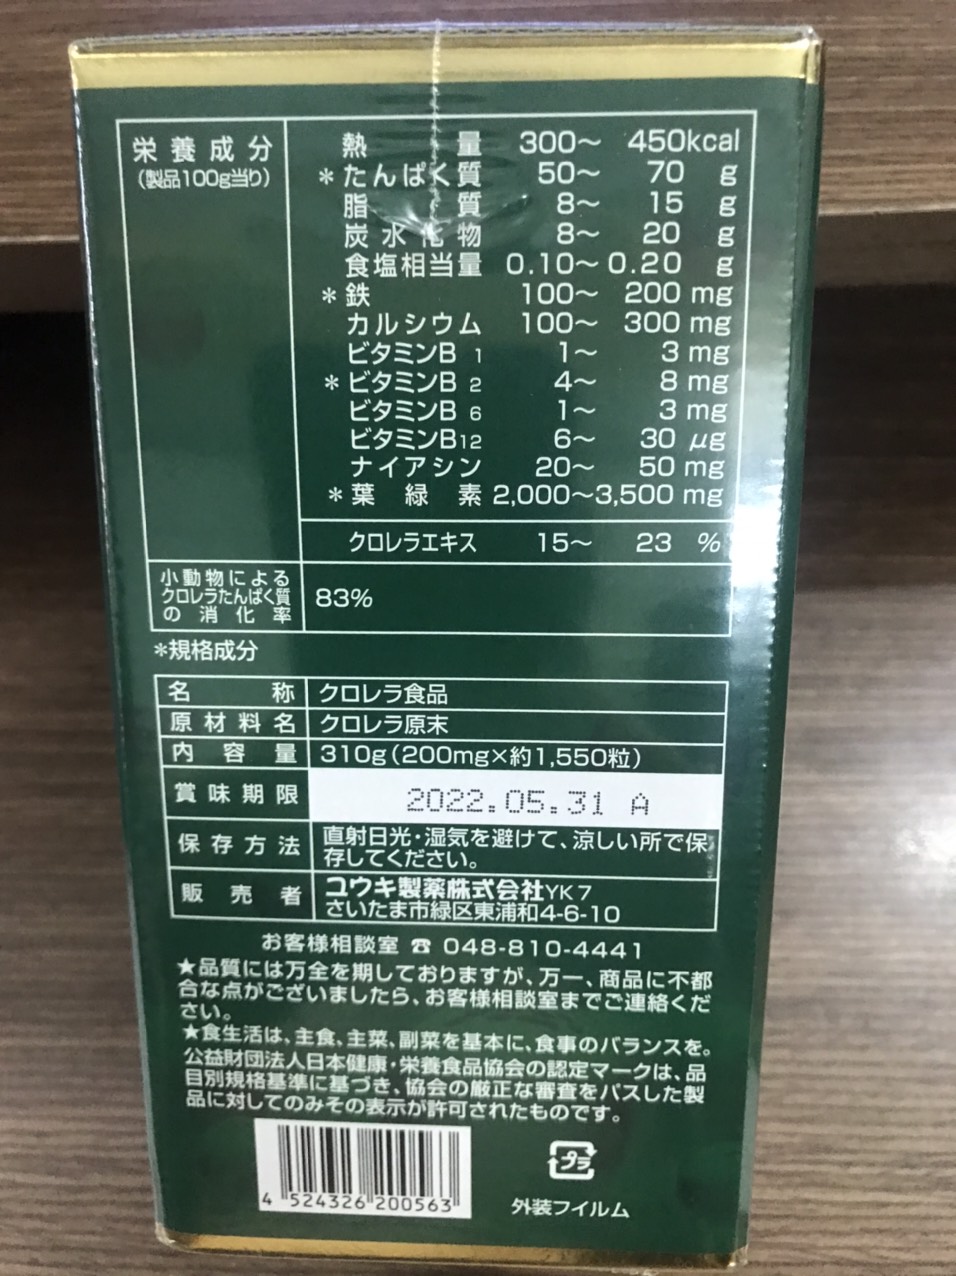 栄養成分
(製品100g当り)
熱量 300〜 450kcal
*たんぱく質 50〜 70 g
脂質 8〜 15 g
炭水化物 8〜 20 g
食塩相当量 0.10〜0.20 g
*鉄 100〜 200 mg
カルシウム 100〜 300 mg
ビタミンB1 1〜 3 mg
*ビタミンB2 4〜 8 mg
ビタミンB6 1〜 3 mg
ビタミンB12 6〜 30 μg
ナイアシン 20〜 50 mg
*葉緑素 2,000〜3,500 mg
クロレラエキス 15〜 23 %
小動物による
クロレラたんぱく質
の消化率
83%
*規格成分
名称 クロレラ食品
原材料名 クロレラ原末
内容量 310g(200mg×約1,550粒)
賞味期限 2022.05.31 A
保存方法 直射日光・湿気を避けて、涼しい所で保
存してください。
販売者 ユウキ製薬株式会社YK7
さいたま市緑区東浦和4-6-10
お客様相談室 ☎ 048-810-4441
★品質には万全を期しておりますが、万一、商品に不都
合な点がございましたら、お客様相談室までご連絡くだ
さい。
★食生活は、主食、主菜、副菜を基本に、食事のバランスを。
公益財団法人日本健康・栄養食品協会の認定マークは、品
目別規格基準に基づき、協会の厳正な審査をパスした製
品に対してのみその表示が許可されたものです。
4 524326 200563
プラ
外装フイルム